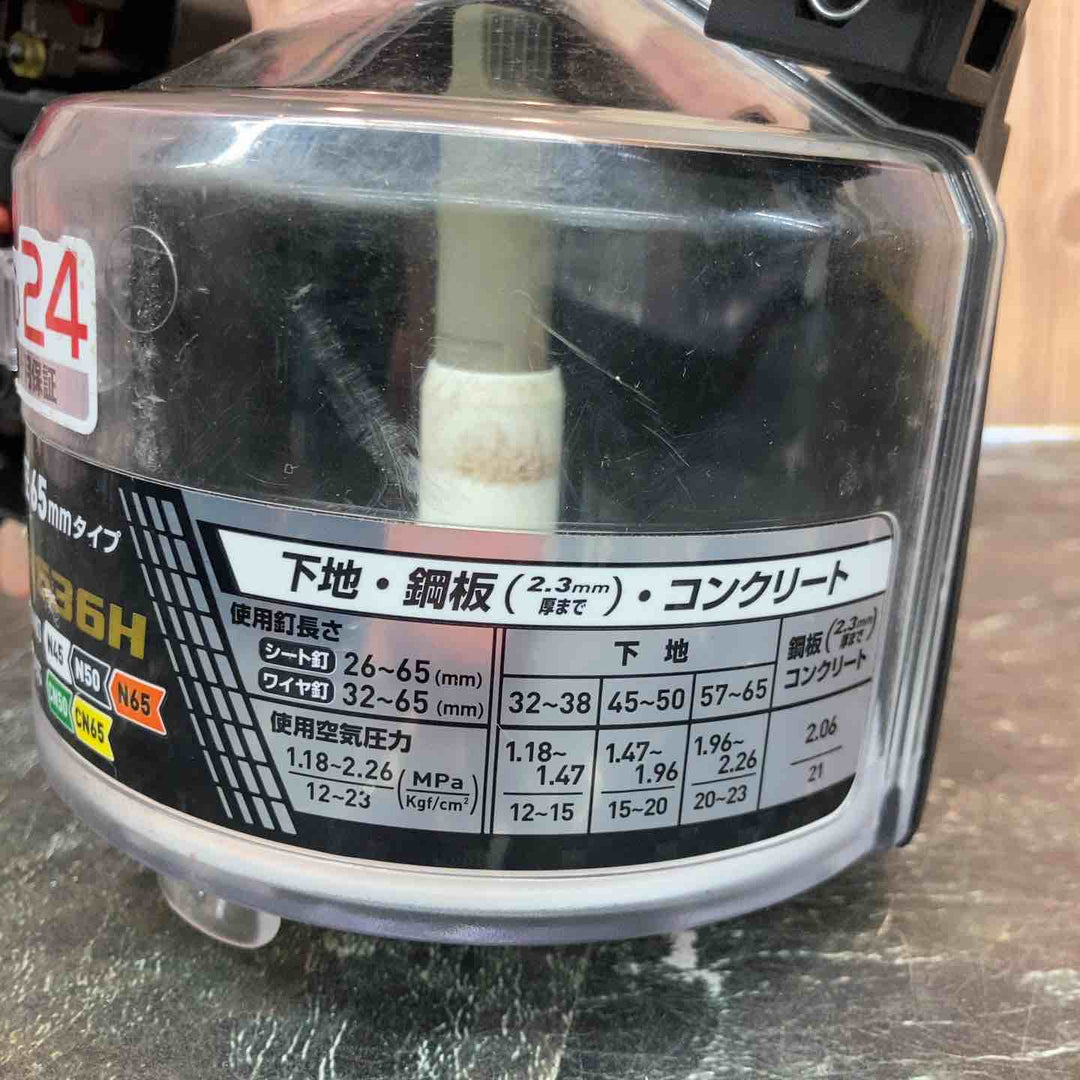 24
保証
65mmタイプ
636H
N45
N50
N65
CN50
CN65
下地・鋼板(2.3mm厚まで)・コンクリート
使用釘長さ
シート釘 26~65(mm)
ワイヤ釘 32~65(mm)
使用空気圧力
1.18~2.26
12~23
(MPa
Kgf/cm²)
下地
32~38 45~50 57~65
1.18~1.47 1.47~1.96 1.96~2.26
12~15 15~20 20~23
鋼板(2.3mm厚まで)
コンクリート
2.06
21